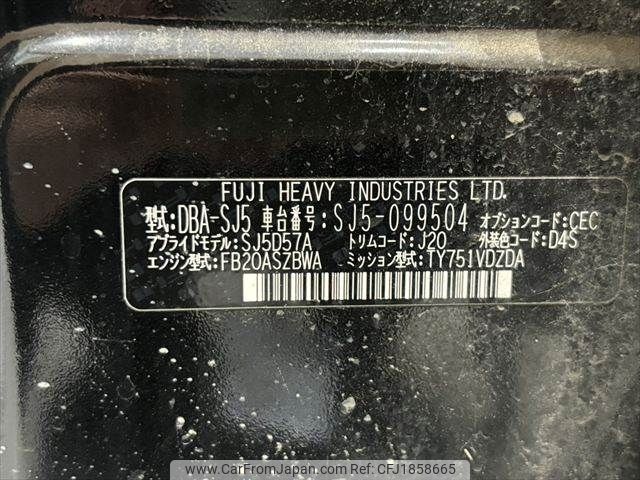 FUJI HEAVY INDUSTRIES LTD.
型式:DBA-SJ5 車台番号:SJ5-099504 オプションコード:CEC
アプライドモデル:SJ5D57A トリムコード:J20 外装色コード:D4S
エンジン型式:FB20ASZBWA ミッション型式:TY751VDZDA
www.CarFromJapan.com | Car ID: CFJ1858665